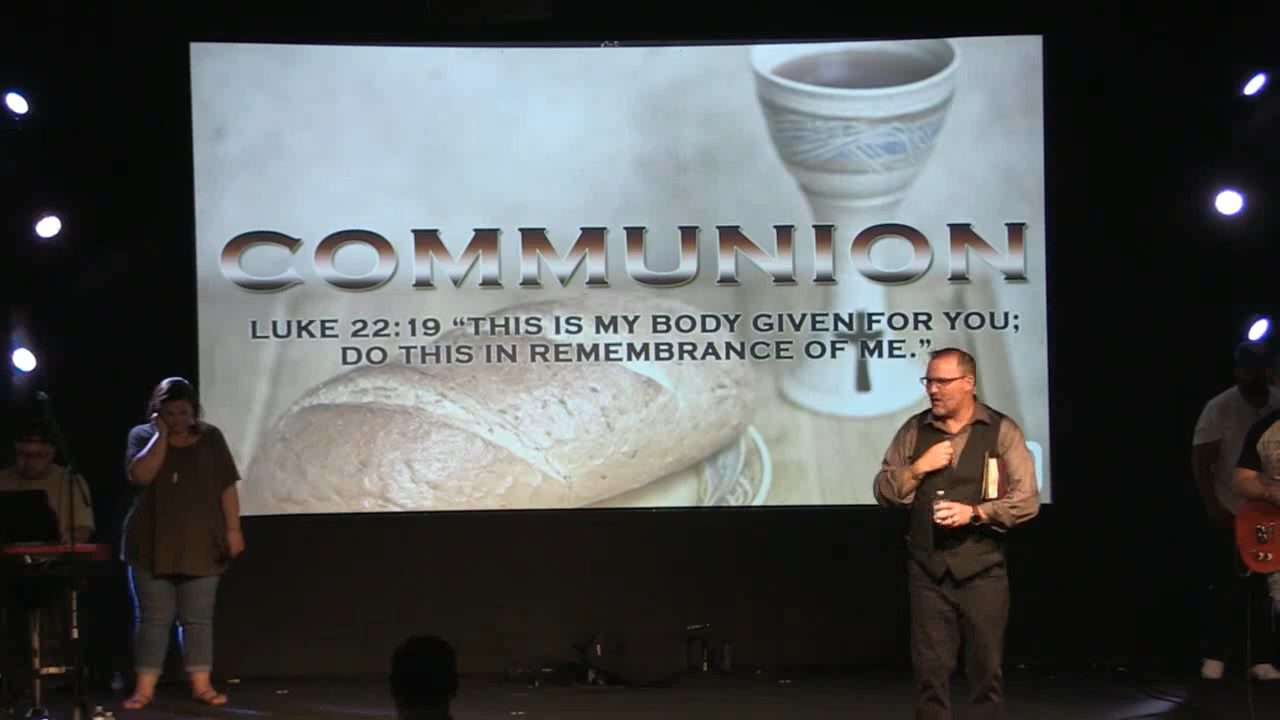 COMMUNION
LUKE 22:19 “THIS IS MY BODY GIVEN FOR YOU;
DO THIS IN REMEMBRANCE OF ME.”